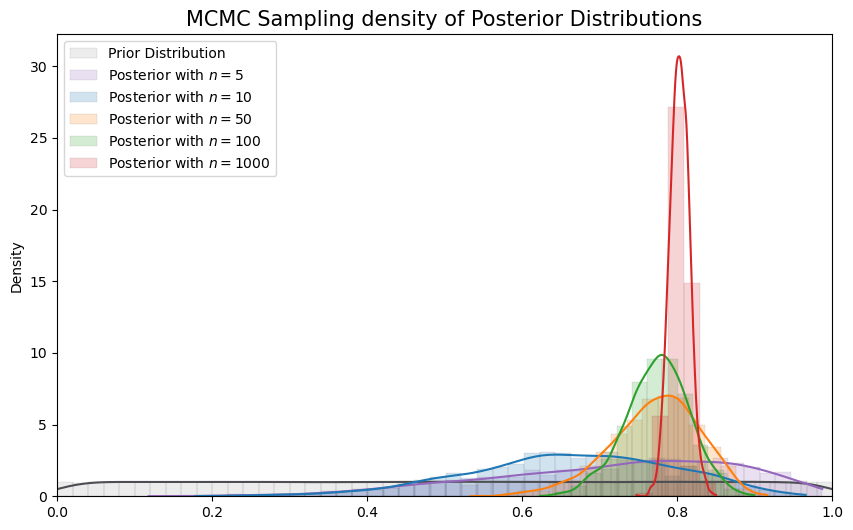 MCMC Sampling density of Posterior Distributions
Prior Distribution
Posterior with n = 5
Posterior with n = 10
Posterior with n = 50
Posterior with n = 100
Posterior with n = 1000
Density
30
25
20
15
10
5
0
0.0 0.2 0.4 0.6 0.8 1.0